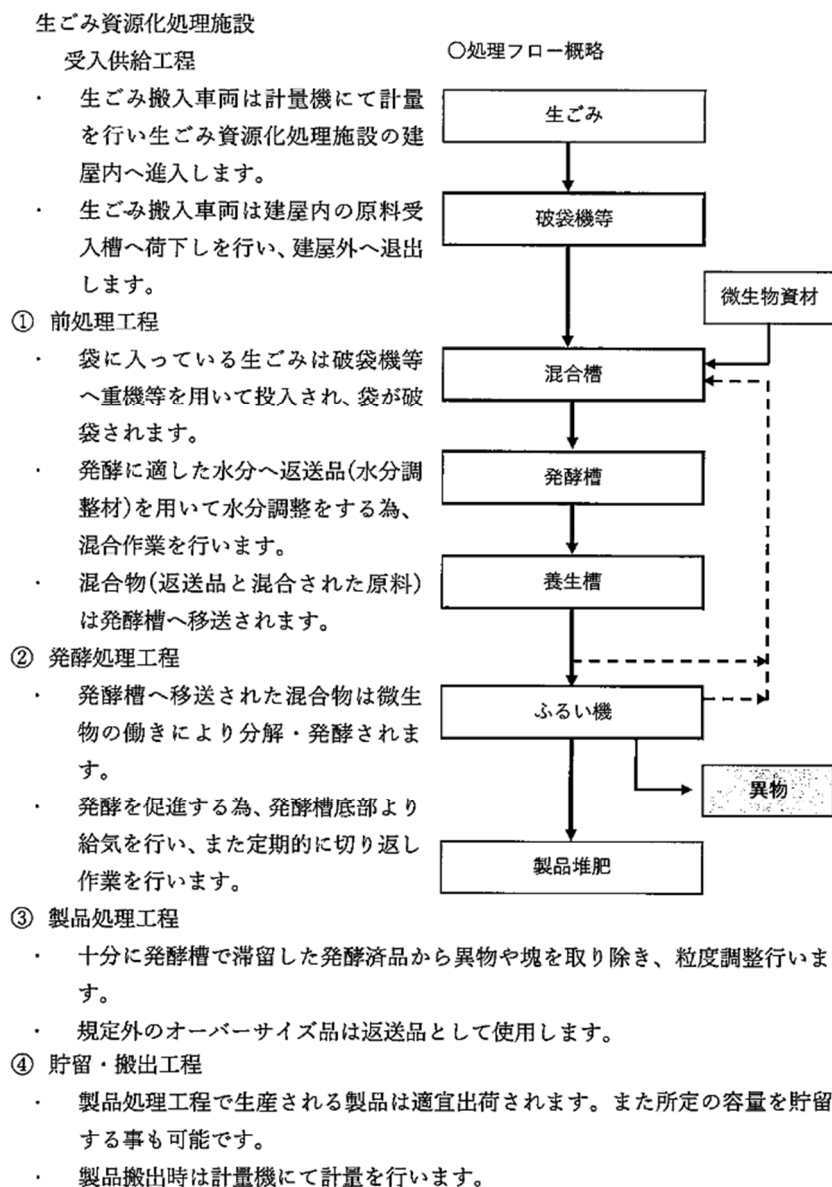 生ごみ資源化処理施設
受入供給工程
・ 生ごみ搬入車両は計量機にて計量
を行い生ごみ資源化処理施設の建
屋内へ進入します。
・ 生ごみ搬入車両は建屋内の原料受
入槽へ荷下しを行い、建屋外へ退出
します。
① 前処理工程
・ 袋に入っている生ごみは破袋機等
へ重機等を用いて投入され、袋が破
袋されます。
・ 発酵に適した水分へ返送品(水分調
整材)を用いて水分調整をする為、
混合作業を行います。
・ 混合物(返送品と混合された原料)
は発酵槽へ移送されます。
② 発酵処理工程
・ 発酵槽へ移送された混合物は微生
物の働きにより分解・発酵されま
す。
・ 発酵を促進する為、発酵槽底部より
給気を行い、また定期的に切り返し
作業を行います。
〇処理フロー概略
生ごみ
破袋機等
微生物資材
混合槽
発酵槽
養生槽
ふるい機
異物
製品堆肥
③ 製品処理工程
・ 十分に発酵槽で滞留した発酵済品から異物や塊を取り除き、粒度調整行いま
す。
・ 規定外のオーバーサイズ品は返送品として使用します。
④ 貯留・搬出工程
・ 製品処理工程で生産される製品は適宜出荷されます。また所定の容量を貯留
する事も可能です。
・ 製品搬出時は計量機にて計量を行います。